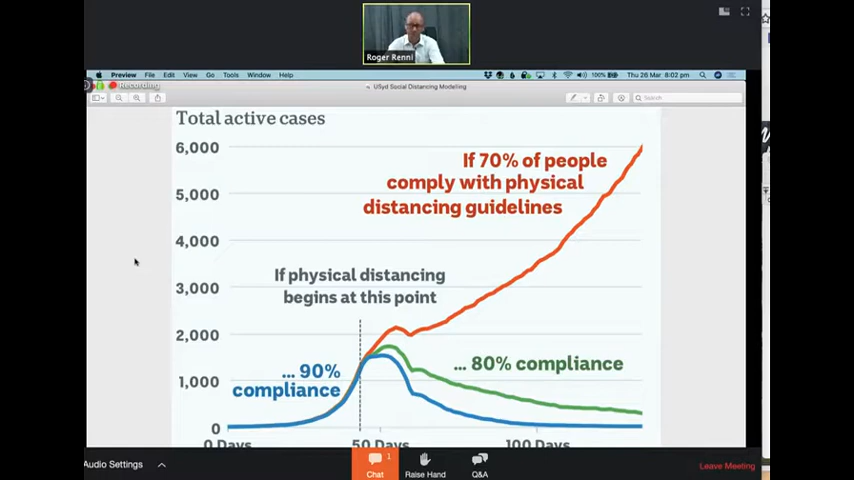 Roger Renni
Preview File Edit View Go Tools Window Help
100% Thu 26 Mar 8:02 pm
Recording
USyd Social Distancing Modelling
Search
Total active cases
6,000
If 70% of people
comply with physical
distancing guidelines
5,000
4,000
If physical distancing
begins at this point
3,000
2,000
... 90%
compliance
... 80% compliance
1,000
0
0 Days
50 Days
100 Days
Audio Settings
Chat
1
Raise Hand
Q&A
Leave Meeting